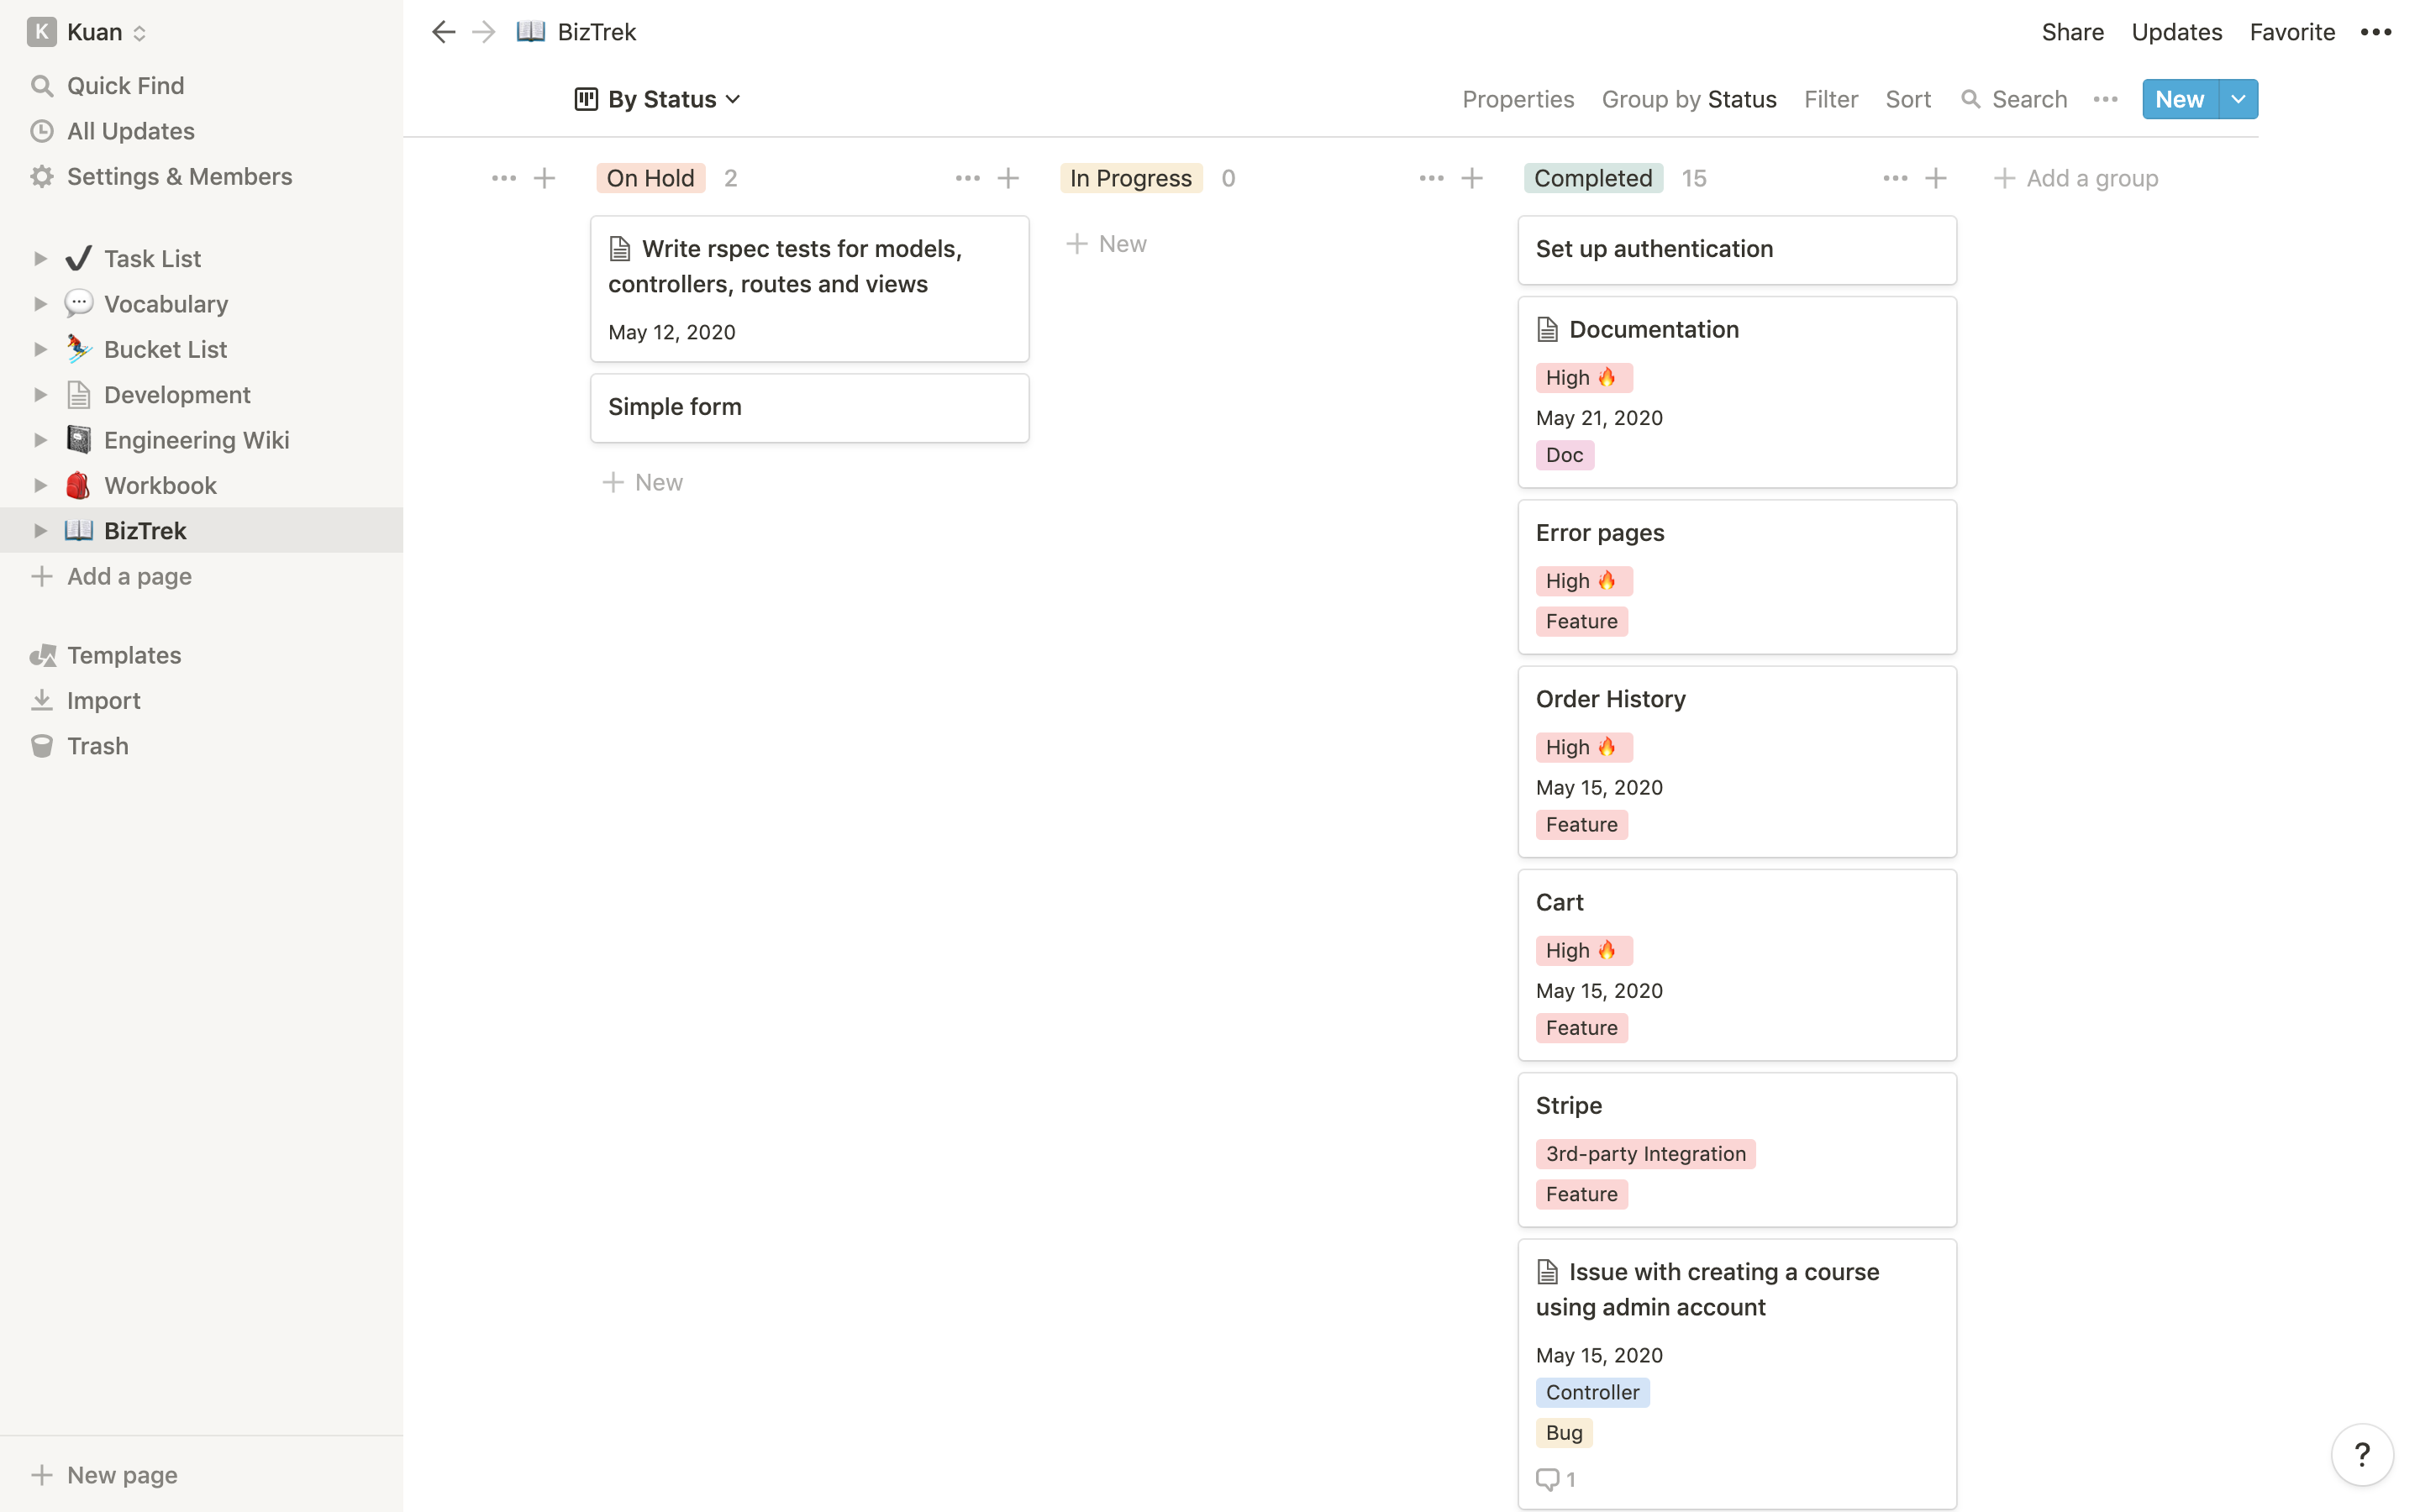 K Kuan
Quick Find
All Updates
Settings & Members
Task List
Vocabulary
Bucket List
Development
Engineering Wiki
Workbook
BizTrek
Add a page
Templates
Import
Trash
New page
BizTrek
Share Updates Favorite
By Status
Properties Group by Status Filter Sort Search New
On Hold 2
Write rspec tests for models,
controllers, routes and views
May 12, 2020
Simple form
New
In Progress 0
New
Completed 15
Set up authentication
Documentation
High
May 21, 2020
Doc
Error pages
High
Feature
Order History
High
May 15, 2020
Feature
Cart
High
May 15, 2020
Feature
Stripe
3rd-party Integration
Feature
Issue with creating a course
using admin account
May 15, 2020
Controller
Bug
1
Add a group
?